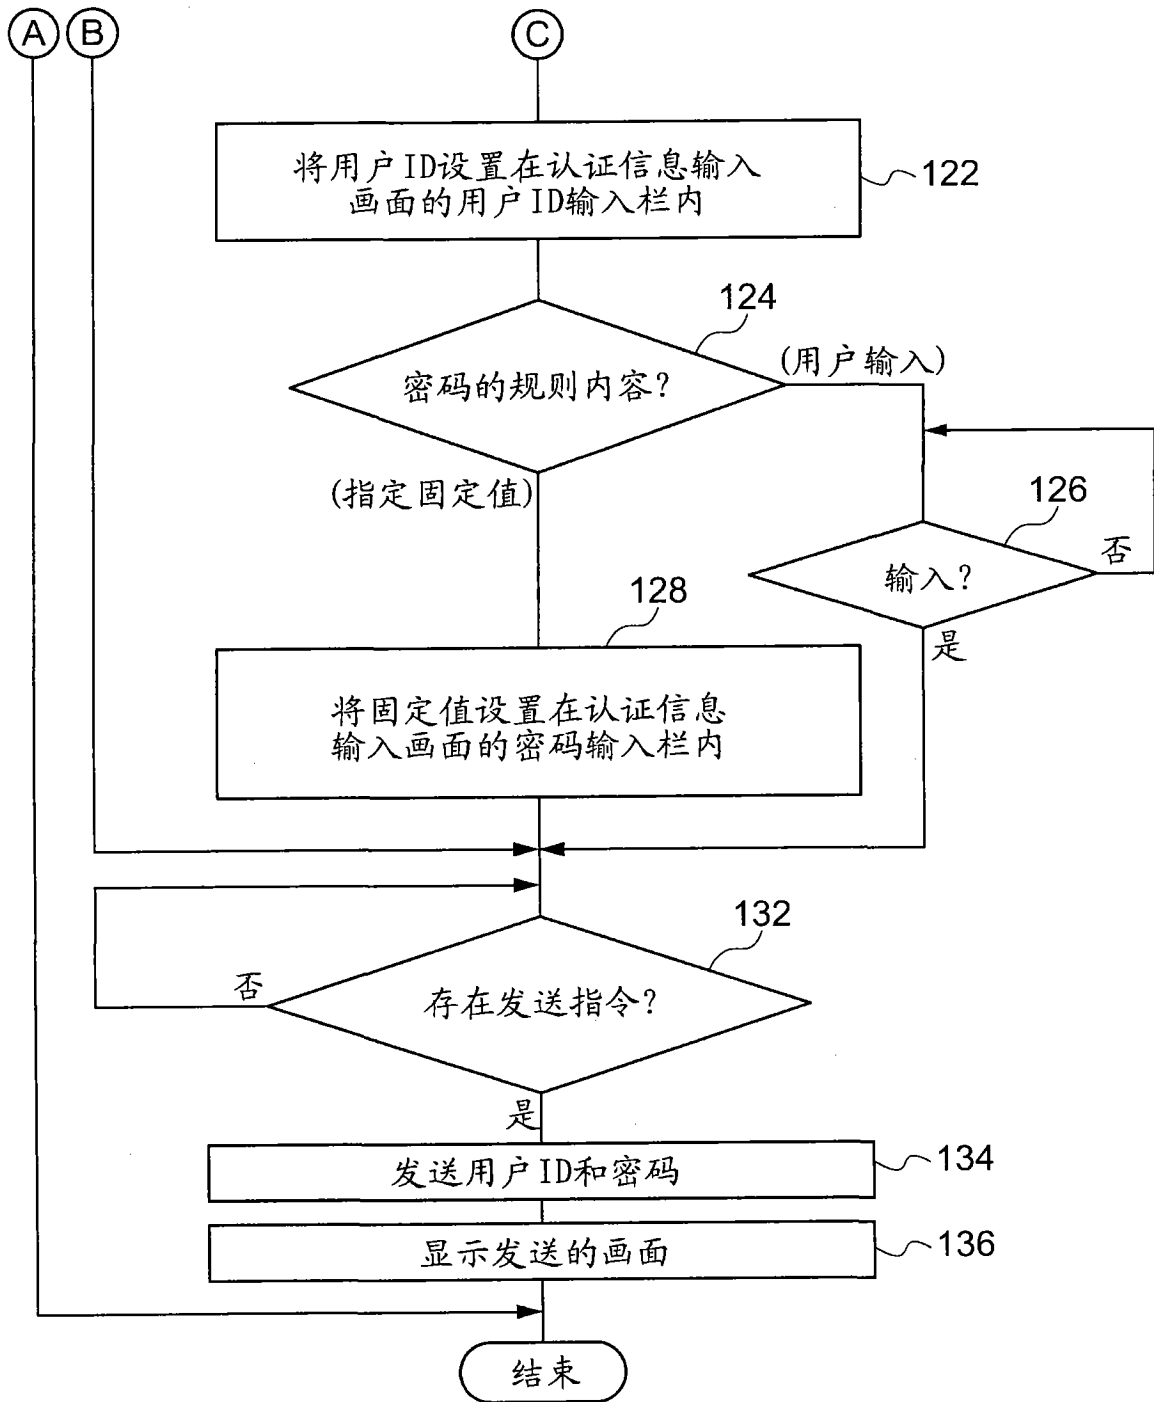 A B C
将用户ID设置在认证信息输入
画面的用户ID输入栏内
122
124
(用户输入)
密码的规则内容？
(指定固定值)
126
否
输入？
是
128
将固定值设置在认证信息
输入画面的密码输入栏内
132
否
存在发送指令？
是
发送用户ID和密码
134
显示发送的画面
136
结束